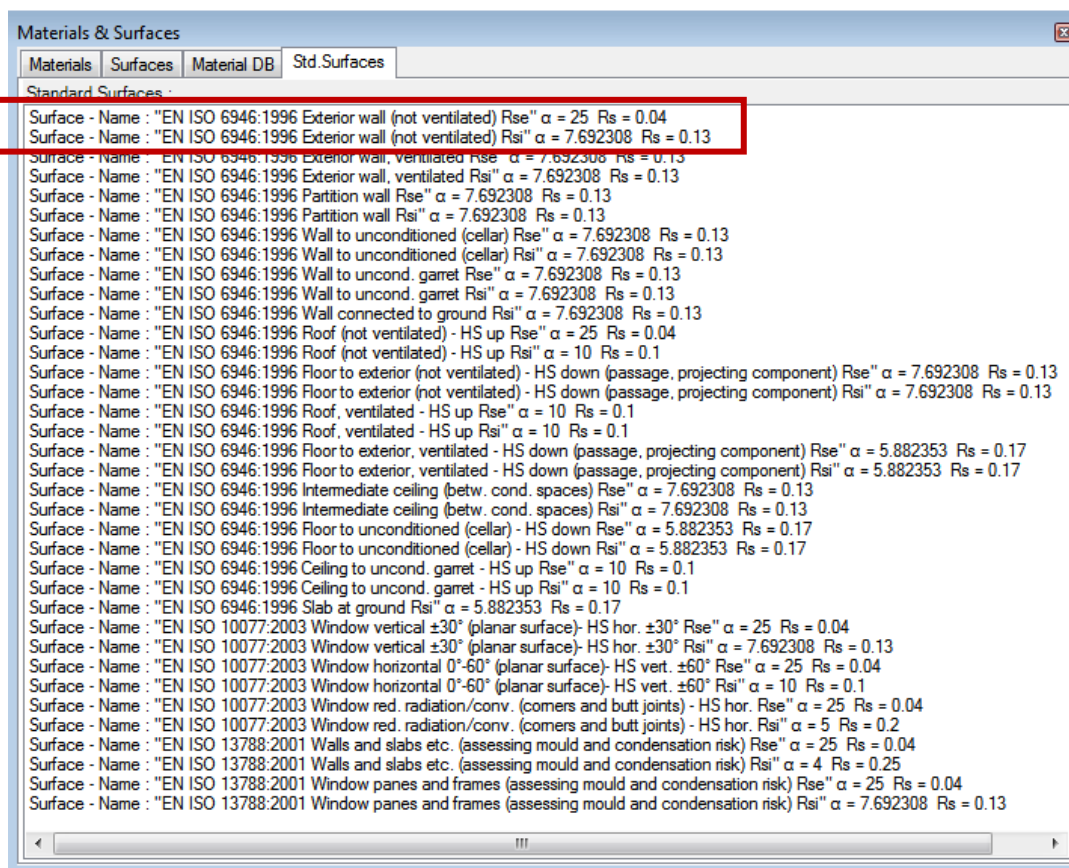 Materials & Surfaces
Materials Surfaces Material DB Std.Surfaces
Standard Surfaces :
Surface - Name : "EN ISO 6946:1996 Exterior wall (not ventilated) Rse" α = 25 Rs = 0.04
Surface - Name : "EN ISO 6946:1996 Exterior wall (not ventilated) Rsi" α = 7.692308 Rs = 0.13
Surface - Name : "EN ISO 6946:1996 Exterior wall, ventilated Rse" α = 7.692308 Rs = 0.13
Surface - Name : "EN ISO 6946:1996 Exterior wall, ventilated Rsi" α = 7.692308 Rs = 0.13
Surface - Name : "EN ISO 6946:1996 Partition wall Rse" α = 7.692308 Rs = 0.13
Surface - Name : "EN ISO 6946:1996 Partition wall Rsi" α = 7.692308 Rs = 0.13
Surface - Name : "EN ISO 6946:1996 Wall to unconditioned (cellar) Rse" α = 7.692308 Rs = 0.13
Surface - Name : "EN ISO 6946:1996 Wall to unconditioned (cellar) Rsi" α = 7.692308 Rs = 0.13
Surface - Name : "EN ISO 6946:1996 Wall to uncond. garret Rse" α = 7.692308 Rs = 0.13
Surface - Name : "EN ISO 6946:1996 Wall to uncond. garret Rsi" α = 7.692308 Rs = 0.13
Surface - Name : "EN ISO 6946:1996 Wall connected to ground Rsi" α = 7.692308 Rs = 0.13
Surface - Name : "EN ISO 6946:1996 Roof (not ventilated) - HS up Rse" α = 25 Rs = 0.04
Surface - Name : "EN ISO 6946:1996 Roof (not ventilated) - HS up Rsi" α = 10 Rs = 0.1
Surface - Name : "EN ISO 6946:1996 Floor to exterior (not ventilated) - HS down (passage, projecting component) Rse" α = 7.692308 Rs = 0.13
Surface - Name : "EN ISO 6946:1996 Floor to exterior (not ventilated) - HS down (passage, projecting component) Rsi" α = 7.692308 Rs = 0.13
Surface - Name : "EN ISO 6946:1996 Roof, ventilated - HS up Rse" α = 10 Rs = 0.1
Surface - Name : "EN ISO 6946:1996 Roof, ventilated - HS up Rsi" α = 10 Rs = 0.1
Surface - Name : "EN ISO 6946:1996 Floor to exterior, ventilated - HS down (passage, projecting component) Rse" α = 5.882353 Rs = 0.17
Surface - Name : "EN ISO 6946:1996 Floor to exterior, ventilated - HS down (passage, projecting component) Rsi" α = 5.882353 Rs = 0.17
Surface - Name : "EN ISO 6946:1996 Intermediate ceiling (betw. cond. spaces) Rse" α = 7.692308 Rs = 0.13
Surface - Name : "EN ISO 6946:1996 Intermediate ceiling (betw. cond. spaces) Rsi" α = 7.692308 Rs = 0.13
Surface - Name : "EN ISO 6946:1996 Floor to unconditioned (cellar) - HS down Rse" α = 5.882353 Rs = 0.17
Surface - Name : "EN ISO 6946:1996 Floor to unconditioned (cellar) - HS down Rsi" α = 5.882353 Rs = 0.17
Surface - Name : "EN ISO 6946:1996 Ceiling to uncond. garret - HS up Rse" α = 10 Rs = 0.1
Surface - Name : "EN ISO 6946:1996 Ceiling to uncond. garret - HS up Rsi" α = 10 Rs = 0.1
Surface - Name : "EN ISO 6946:1996 Slab at ground Rsi" α = 5.882353 Rs = 0.17
Surface - Name : "EN ISO 10077:2003 Window vertical ±30° (planar surface)- HS hor. ±30° Rse" α = 25 Rs = 0.04
Surface - Name : "EN ISO 10077:2003 Window vertical ±30° (planar surface)- HS hor. ±30° Rsi" α = 7.692308 Rs = 0.13
Surface - Name : "EN ISO 10077:2003 Window horizontal 0°-60° (planar surface)- HS vert. ±60° Rse" α = 25 Rs = 0.04
Surface - Name : "EN ISO 10077:2003 Window horizontal 0°-60° (planar surface)- HS vert. ±60° Rsi" α = 10 Rs = 0.1
Surface - Name : "EN ISO 10077:2003 Window red. radiation/conv. (corners and butt joints) - HS hor. Rse" α = 25 Rs = 0.04
Surface - Name : "EN ISO 10077:2003 Window red. radiation/conv. (corners and butt joints) - HS hor. Rsi" α = 5 Rs = 0.2
Surface - Name : "EN ISO 13788:2001 Walls and slabs etc. (assessing mould and condensation risk) Rse" α = 25 Rs = 0.04
Surface - Name : "EN ISO 13788:2001 Walls and slabs etc. (assessing mould and condensation risk) Rsi" α = 4 Rs = 0.25
Surface - Name : "EN ISO 13788:2001 Window panes and frames (assessing mould and condensation risk) Rse" α = 25 Rs = 0.04
Surface - Name : "EN ISO 13788:2001 Window panes and frames (assessing mould and condensation risk) Rsi" α = 7.692308 Rs = 0.13